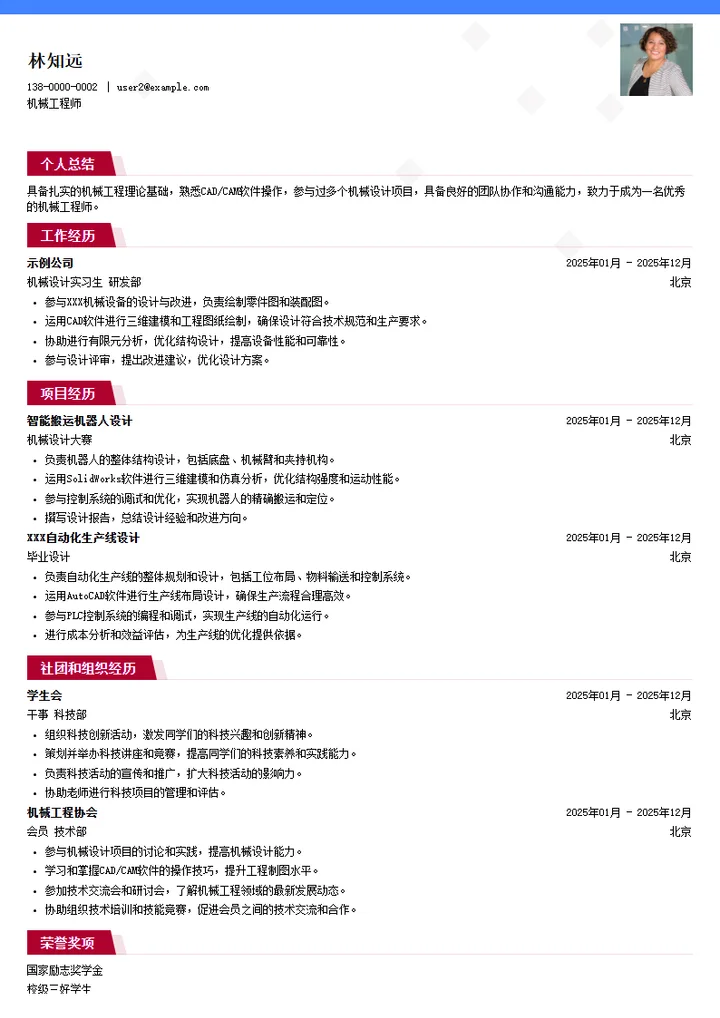 林知远
138-0000-0002 | user2@example.com
机械工程师
个人总结
具备扎实的机械工程理论基础，熟悉CAD/CAM软件操作，参与过多个机械设计项目，具备良好的团队协作和沟通能力，致力于成为一名优秀
的机械工程师。
工作经历
示例公司 2025年01月 - 2025年12月
机械设计实习生 研发部 北京
• 参与XXX机械设备的设计与改进，负责绘制零件图和装配图。
• 运用CAD软件进行三维建模和工程图纸绘制，确保设计符合技术规范和生产要求。
• 协助进行有限元分析，优化结构设计，提高设备性能和可靠性。
• 参与设计评审，提出改进建议，优化设计方案。
项目经历
智能搬运机器人设计 2025年01月 - 2025年12月
机械设计大赛 北京
• 负责机器人的整体结构设计，包括底盘、机械臂和夹持机构。
• 运用SolidWorks软件进行三维建模和仿真分析，优化结构强度和运动性能。
• 参与控制系统的调试和优化，实现机器人的精确搬运和定位。
• 撰写设计报告，总结设计经验和改进方向。
XXX自动化生产线设计 2025年01月 - 2025年12月
毕业设计 北京
• 负责自动化生产线的整体规划和设计，包括工位布局、物料输送和控制系统。
• 运用AutoCAD软件进行生产线布局设计，确保生产流程合理高效。
• 参与PLC控制系统的编程和调试，实现生产线的自动化运行。
• 进行成本分析和效益评估，为生产线的优化提供依据。
社团和组织经历
学生会 2025年01月 - 2025年12月
干事 科技部 北京
• 组织科技创新活动，激发同学们的科技兴趣和创新精神。
• 策划并举办科技讲座和竞赛，提高同学们的科技素养和实践能力。
• 负责科技活动的宣传和推广，扩大科技活动的影响力。
• 协助老师进行科技项目的管理和评估。
机械工程协会 2025年01月 - 2025年12月
会员 技术部 北京
• 参与机械设计项目的讨论和实践，提高机械设计能力。
• 学习和掌握CAD/CAM软件的操作技巧，提升工程制图水平。
• 参加技术交流会和研讨会，了解机械工程领域的最新发展动态。
• 协助组织技术培训和技能竞赛，促进会员之间的技术交流和合作。
荣誉奖项
国家励志奖学金
校级三好学生